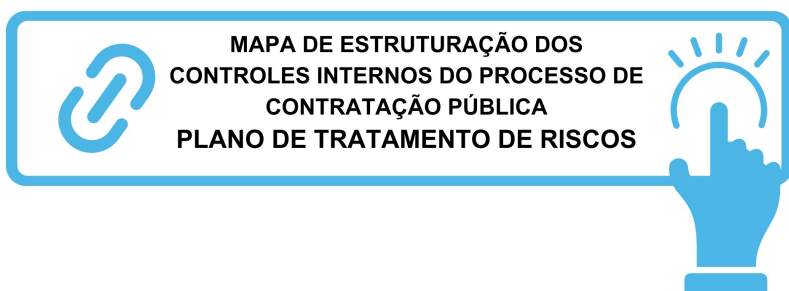 MAPA DE ESTRUTURAÇÃO DOS
CONTROLES INTERNOS DO PROCESSO DE
CONTRATAÇÃO PÚBLICA
PLANO DE TRATAMENTO DE RISCOS